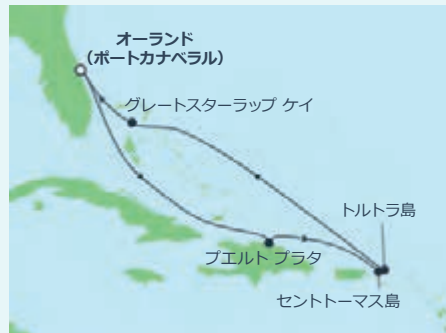 オーランド
（ポートカナベラル）
グレートスターラップ ケイ
トルトラ島
プエルト プラタ
セントトーマス島